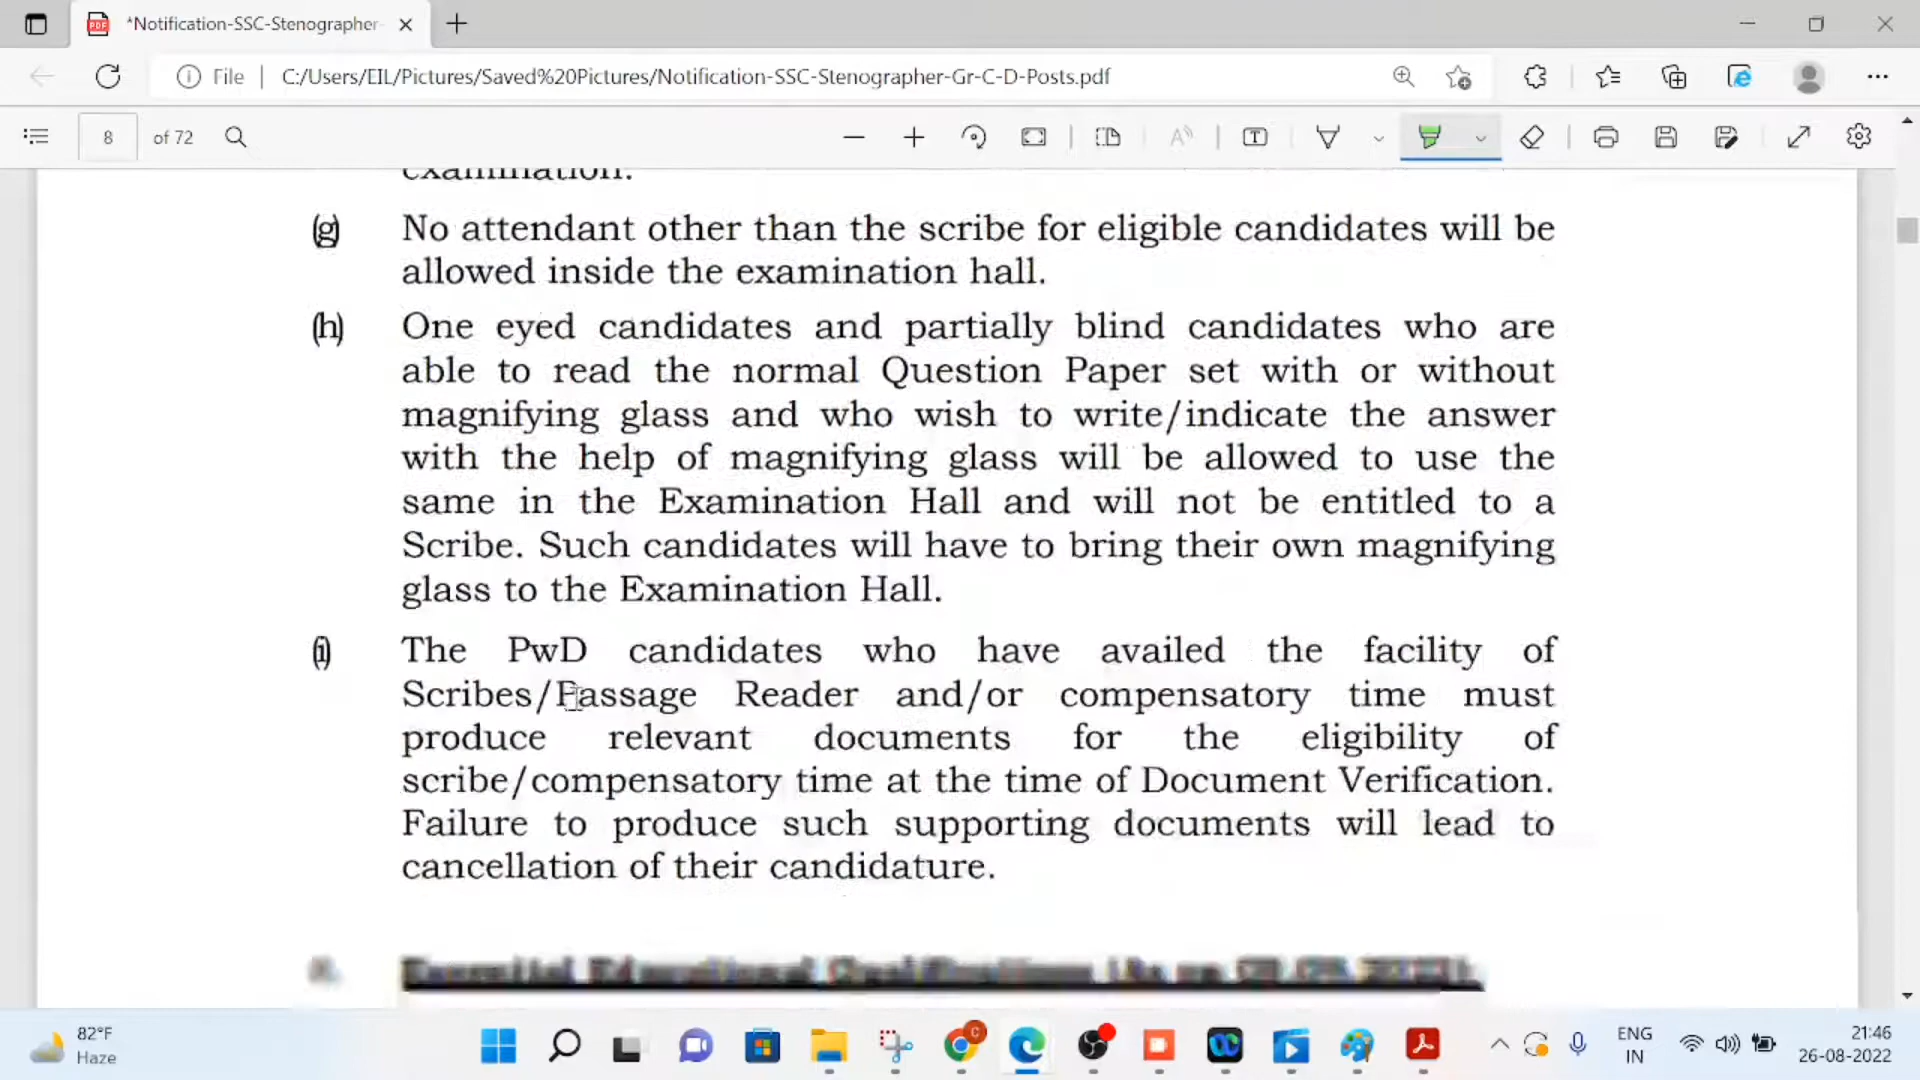 *Notification-SSC-Stenographer-
File
C:/Users/EIL/Pictures/Saved%20Pictures/Notification-SSC-Stenographer-Gr-C-D-Posts.pdf
8 of 72
examination.
(g) No attendant other than the scribe for eligible candidates will be
allowed inside the examination hall.
(h) One eyed candidates and partially blind candidates who are
able to read the normal Question Paper set with or without
magnifying glass and who wish to write/indicate the answer
with the help of magnifying glass will be allowed to use the
same in the Examination Hall and will not be entitled to a
Scribe. Such candidates will have to bring their own magnifying
glass to the Examination Hall.
(i) The PwD candidates who have availed the facility of
Scribes/Passage Reader and/or compensatory time must
produce relevant documents for the eligibility of
scribe/compensatory time at the time of Document Verification.
Failure to produce such supporting documents will lead to
cancellation of their candidature.
Essential Educational Qualifications (As on
82°F
Haze
ENG
IN
21:46
26-08-2022